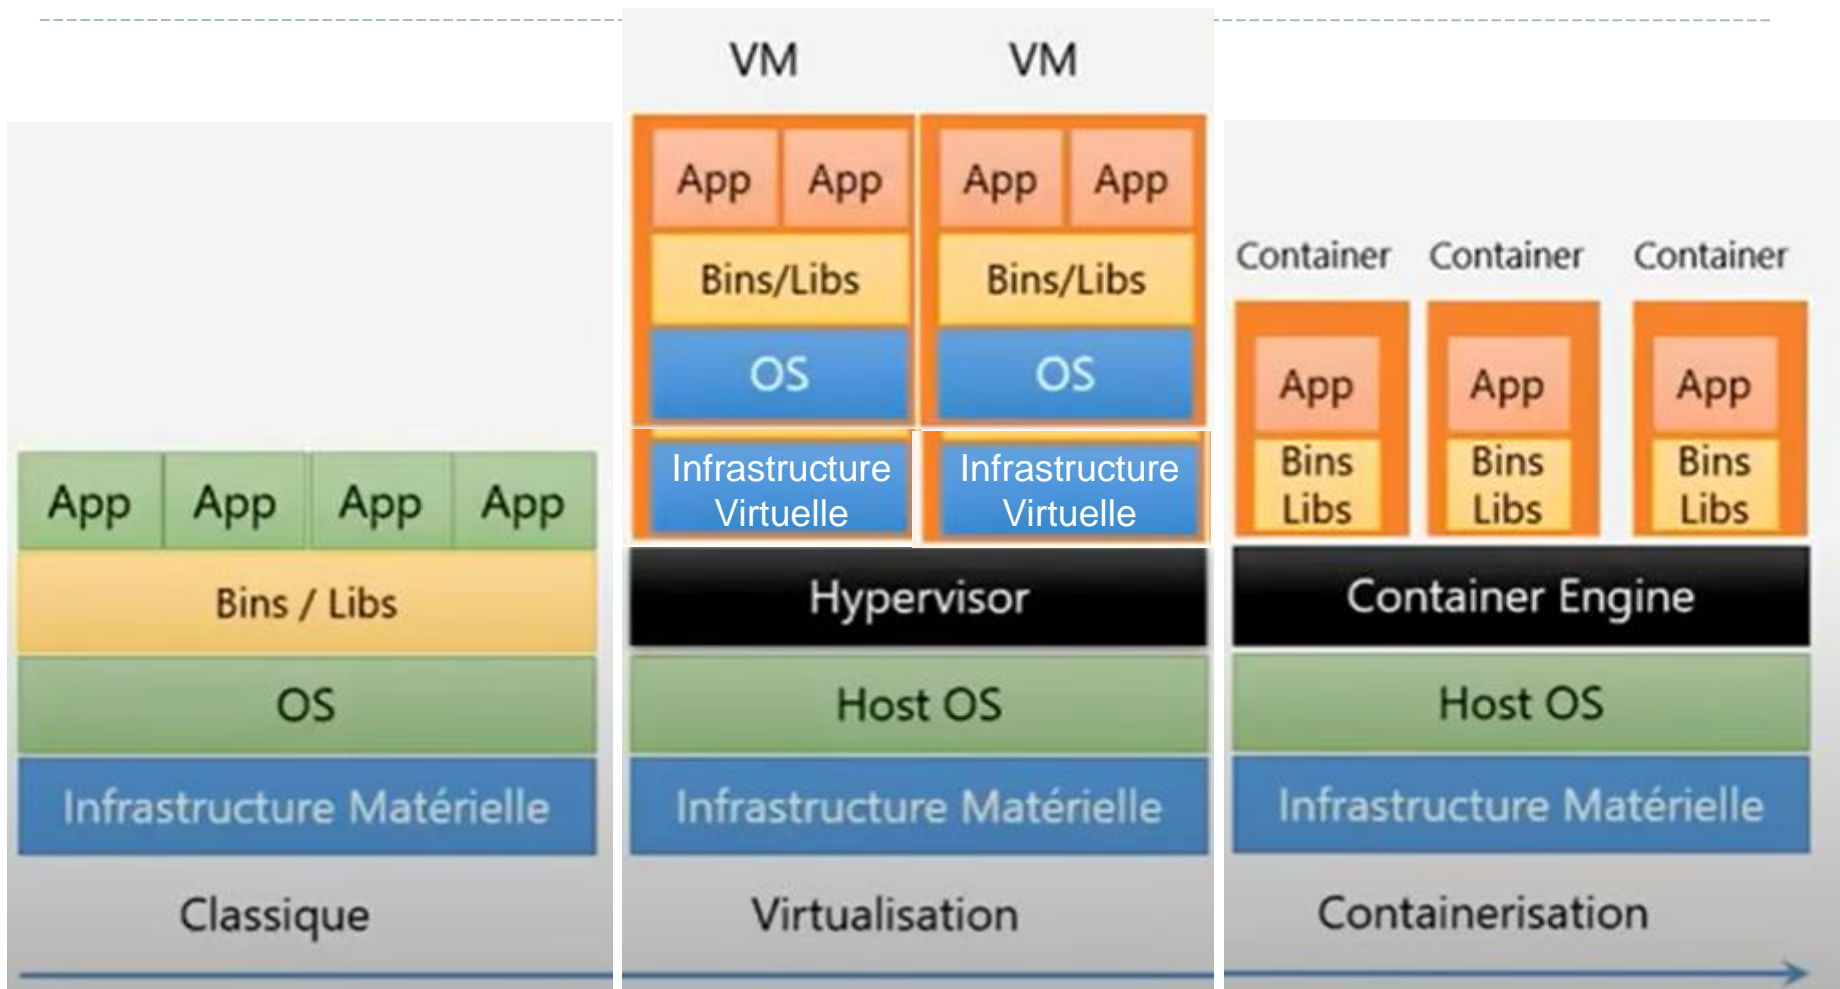 App
App
App
App
Bins / Libs
OS
Infrastructure Matérielle
Classique
VM
VM
App
App
App
App
Bins/Libs
Bins/Libs
OS
OS
Infrastructure
Virtuelle
Infrastructure
Virtuelle
Hypervisor
Host OS
Infrastructure Matérielle
Virtualisation
Container
Container
Container
App
App
App
Bins
Libs
Bins
Libs
Bins
Libs
Container Engine
Host OS
Infrastructure Matérielle
Containerisation